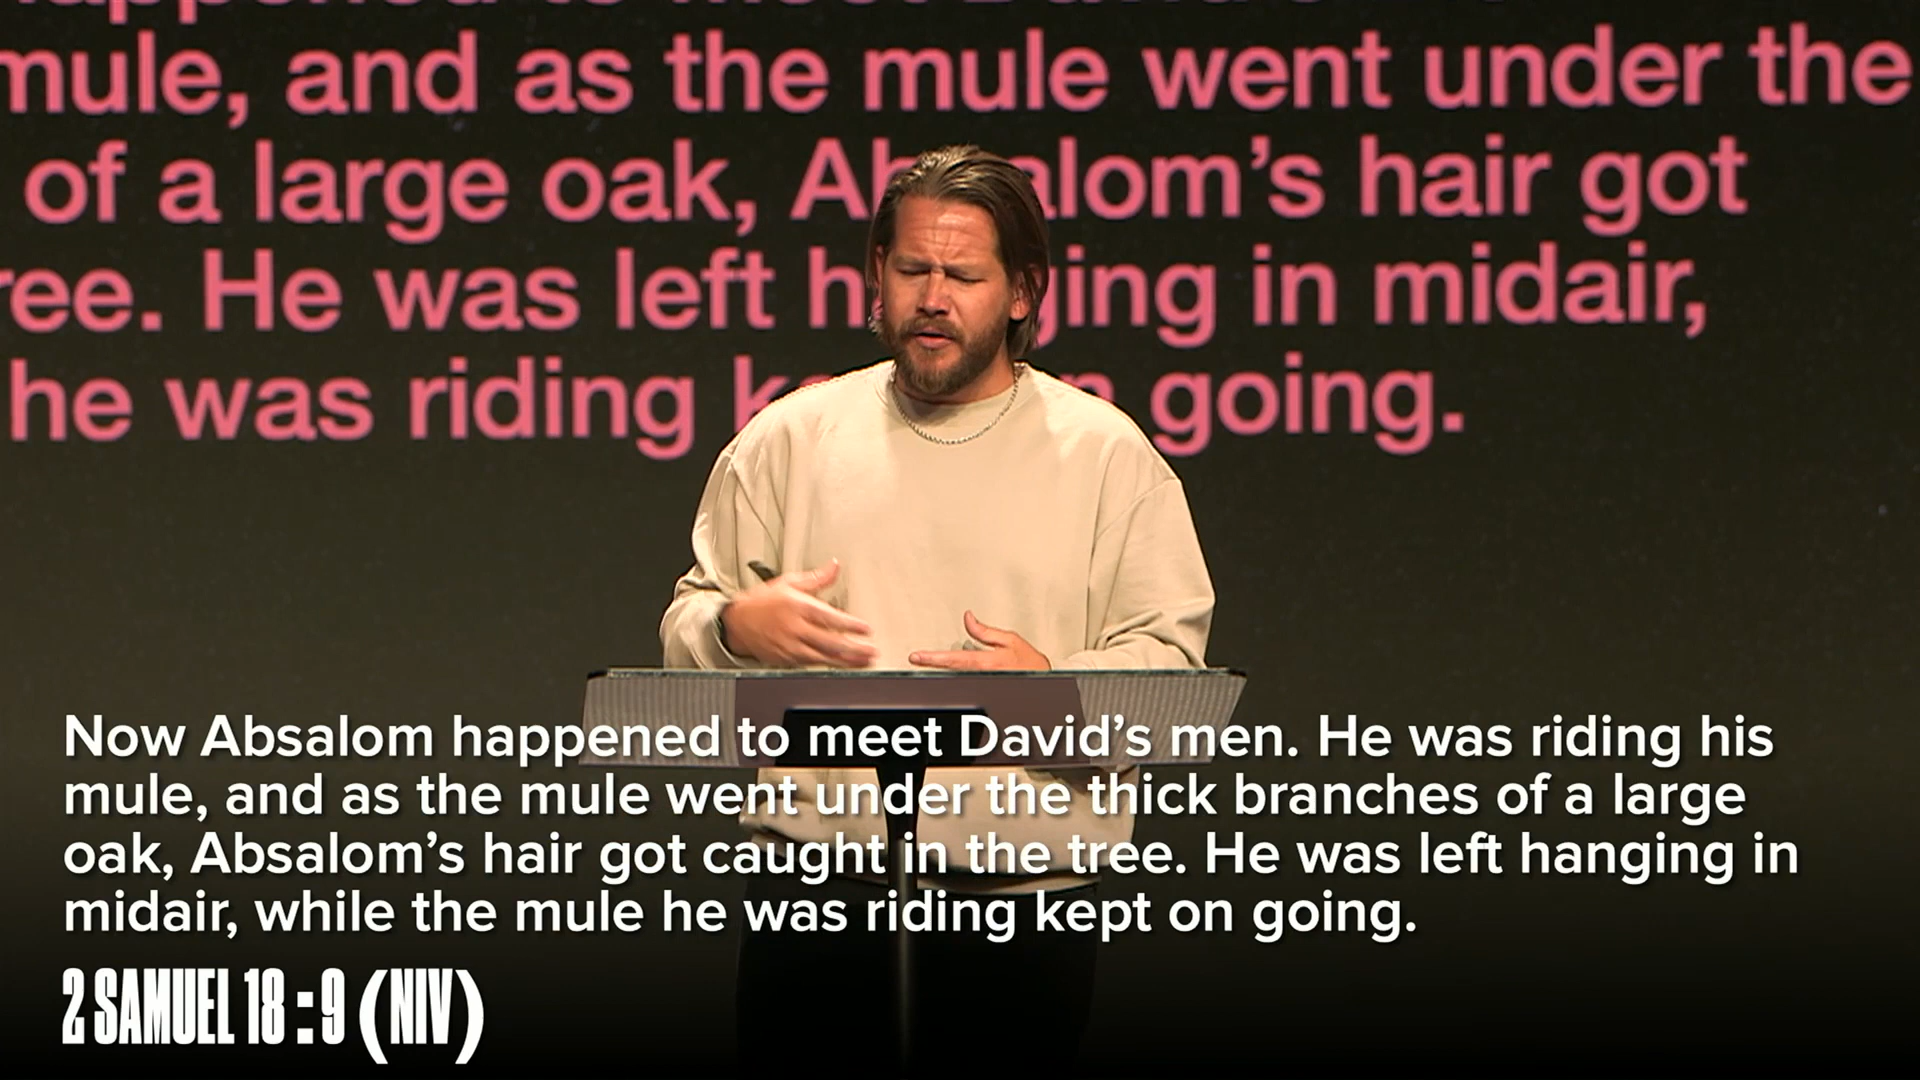 mule, and as the mule went under the
of a large oak, Ab alom's hair got
ree. He was left h ging in midair,
he was riding k n going.
Now Absalom happened to meet David's men. He was riding his
mule, and as the mule went under the thick branches of a large
oak, Absalom's hair got caught in the tree. He was left hanging in
midair, while the mule he was riding kept on going.
2 SAMUEL 18:9 (NIV)